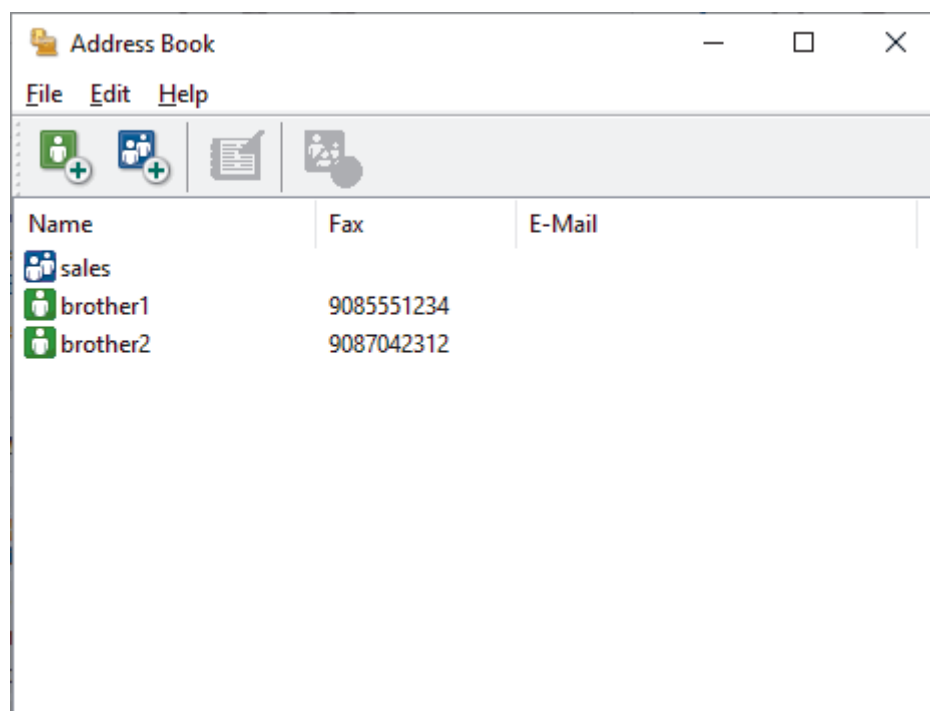 Address Book
File Edit Help
Name Fax E-Mail
sales
brother1 9085551234
brother2 9087042312